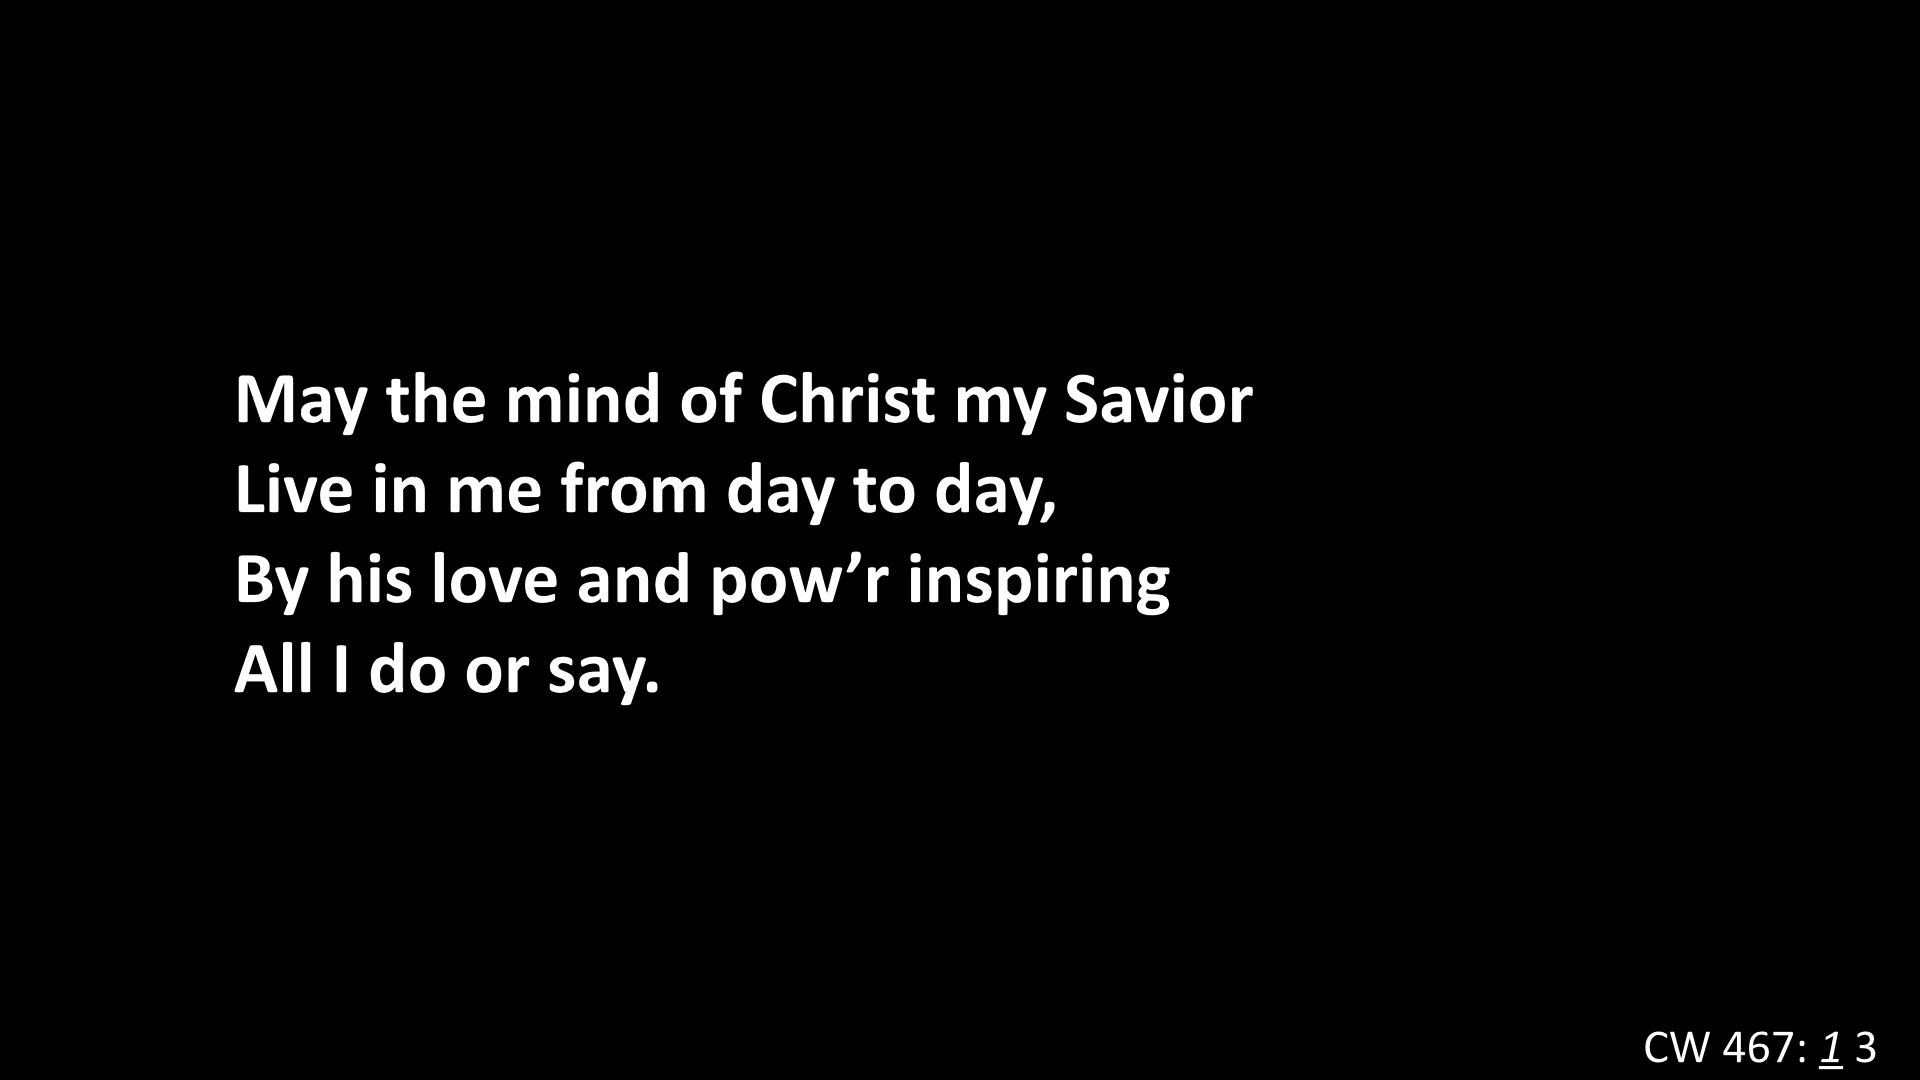 May the mind of Christ my Savior
Live in me from day to day,
By his love and pow’r inspiring
All I do or say.
CW 467: 1 3